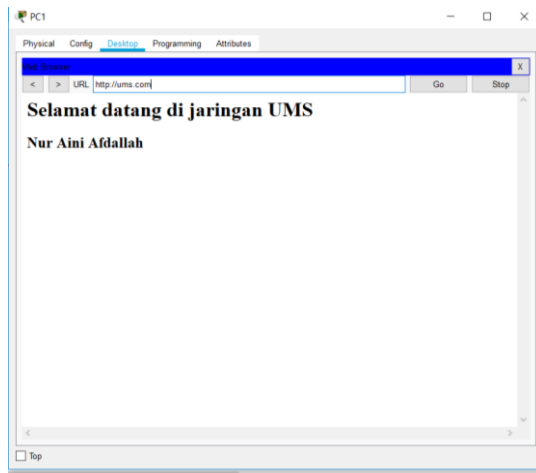 PC1
Physical Config Desktop Programming Attributes
Web Browser X
< > URL http://ums.com Go Stop
Selamat datang di jaringan UMS
Nur Aini Afdallah
Top